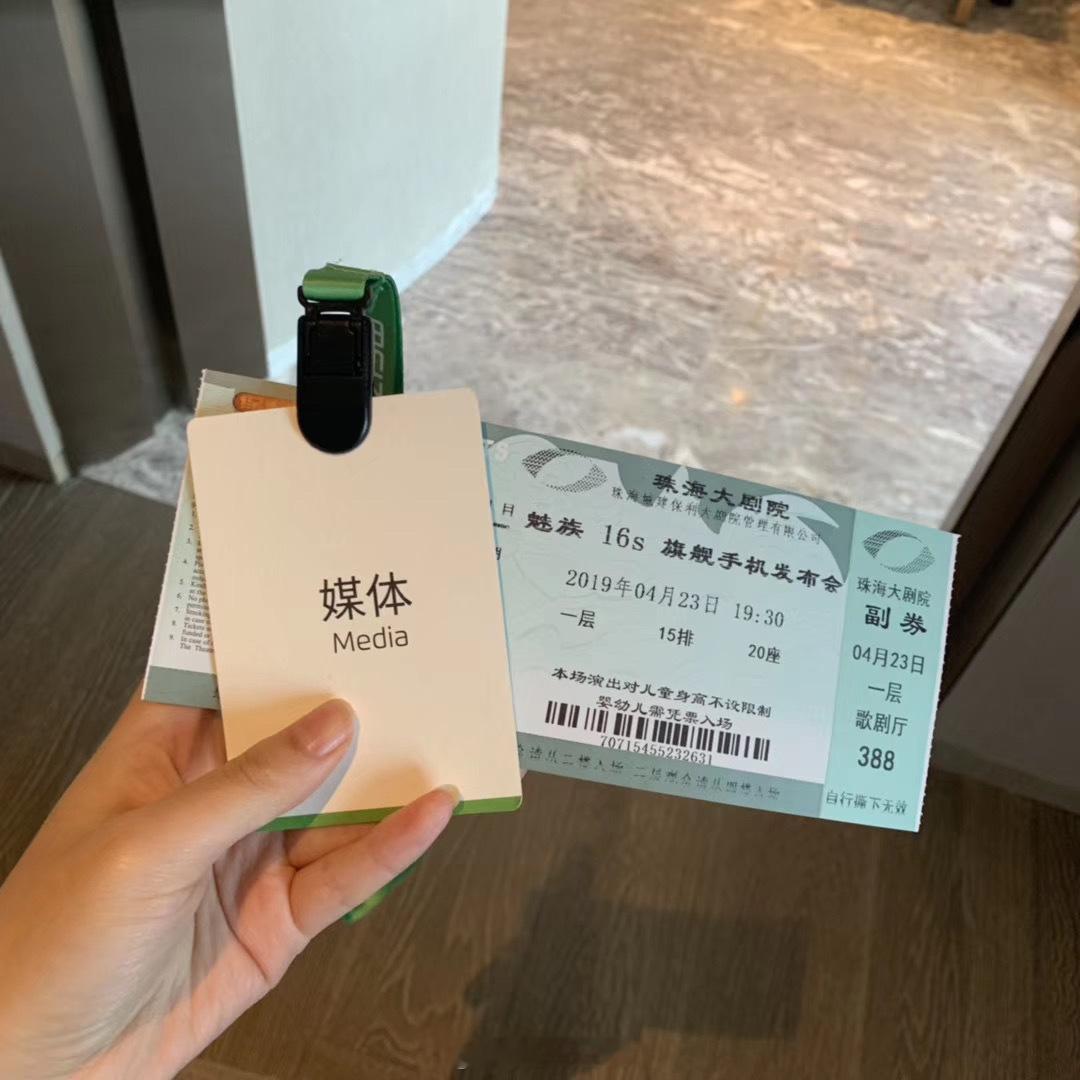 媒体
Media
珠海大剧院
珠海城建保利大剧院管理有限公司
魅族 16s 旗舰手机发布会
2019年04月23日 19:30
一层 15排 20座
本场演出对儿童身高不设限制
婴幼儿需凭票入场
70715455232631
珠海大剧院
副券
04月23日
一层
歌剧厅
388
自行撕下无效